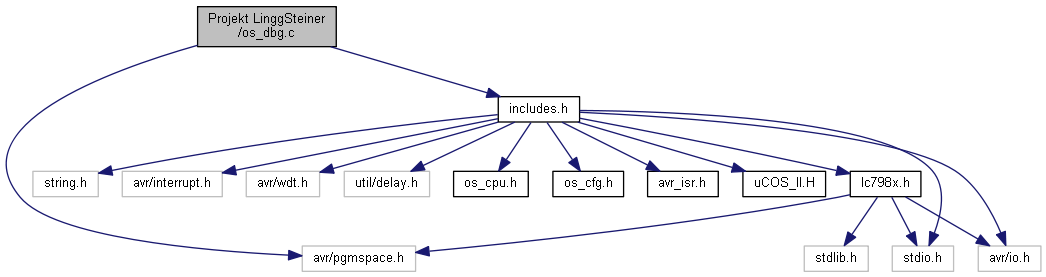 Projekt LinggSteiner
/os_dbg.c
includes.h
string.h
avr/interrupt.h
avr/wdt.h
util/delay.h
os_cpu.h
os_cfg.h
avr_isr.h
uCOS_II.H
lc798x.h
avr/pgmspace.h
stdlib.h
stdio.h
avr/io.h